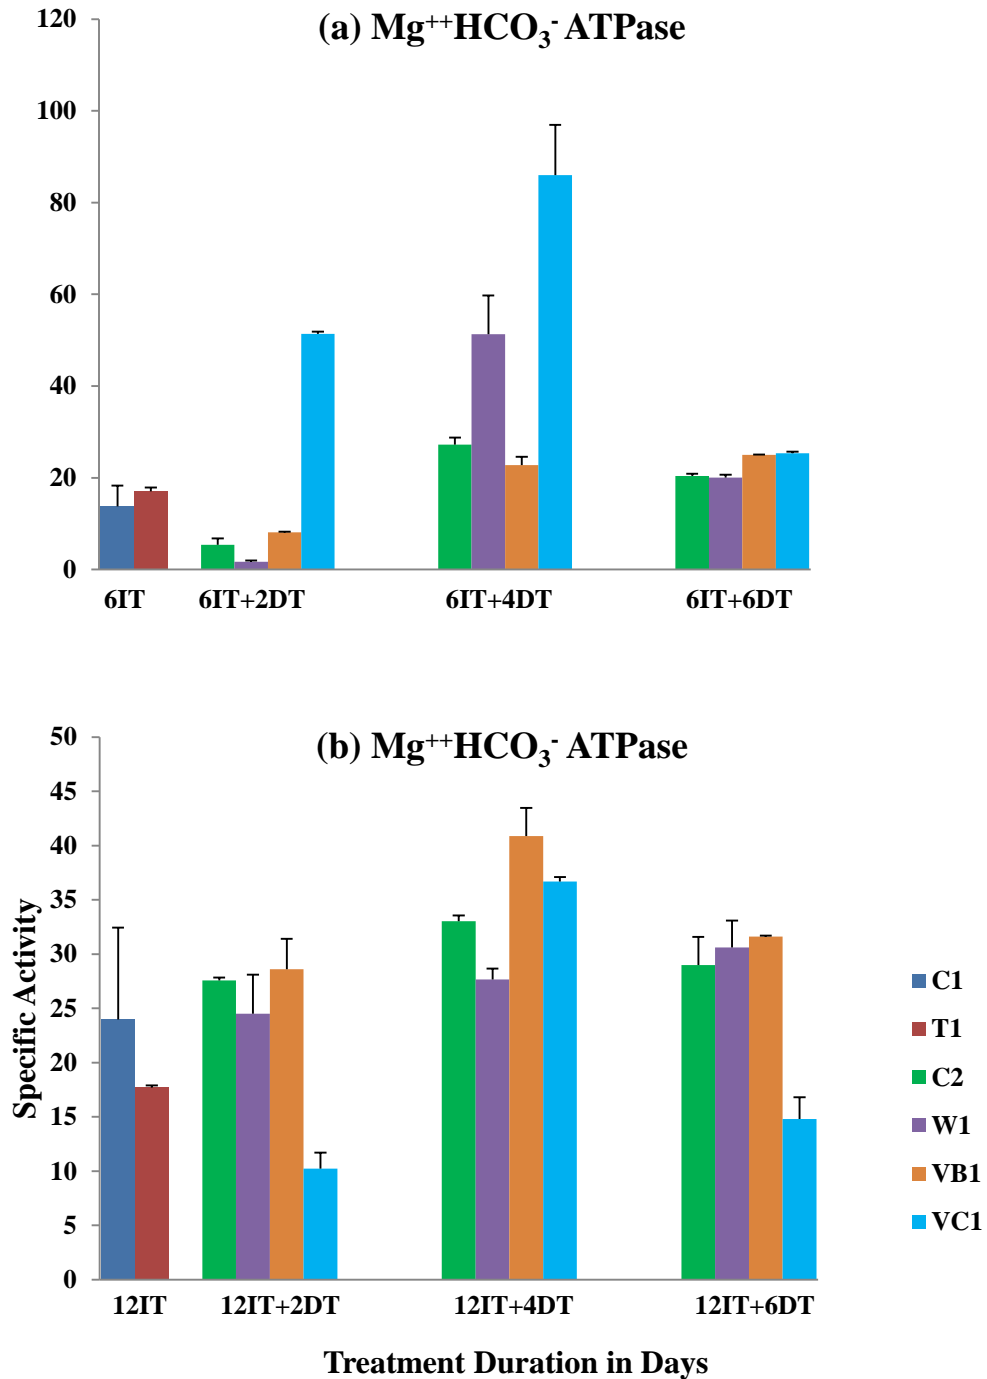 (a) Mg⁺⁺HCO₃⁻ ATPase
120
100
80
60
40
20
0
6IT 6IT+2DT 6IT+4DT 6IT+6DT
(b) Mg⁺⁺HCO₃⁻ ATPase
50
45
40
35
30
25
20
15
10
5
0
Specific Activity
12IT 12IT+2DT 12IT+4DT 12IT+6DT
Treatment Duration in Days
C1
T1
C2
W1
VB1
VC1